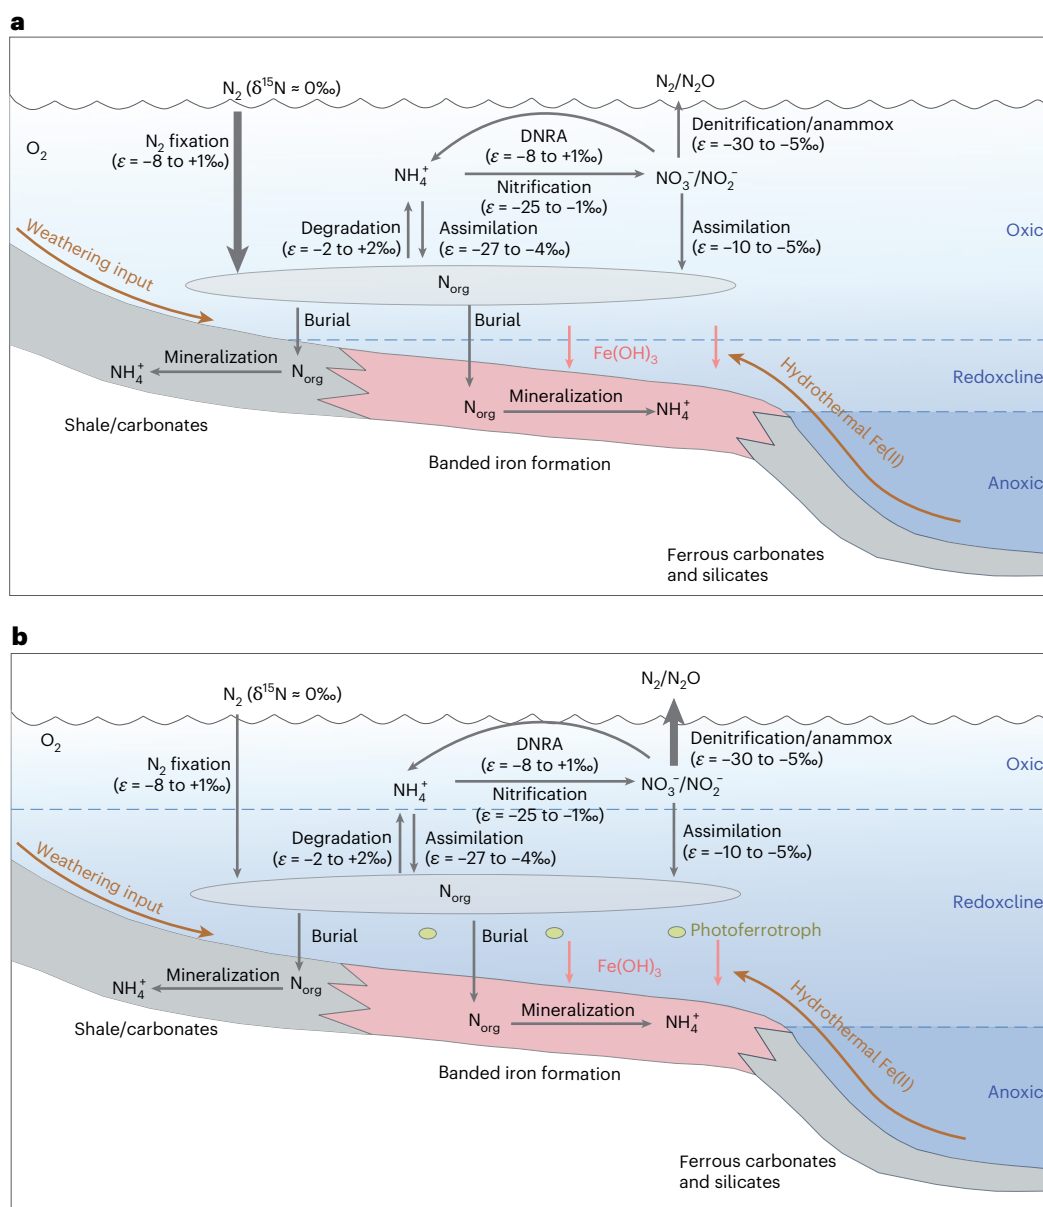 a
N₂ (δ¹⁵N ≈ 0‰)
N₂/N₂O
O₂
N₂ fixation
(ε = –8 to +1‰)
DNRA
(ε = –8 to +1‰)
Denitrification/anammox
(ε = –30 to –5‰)
NH₄⁺
Nitrification
(ε = –25 to –1‰)
NO₃⁻/NO₂⁻
Weathering input
Degradation
(ε = –2 to +2‰)
Assimilation
(ε = –27 to –4‰)
Assimilation
(ε = –10 to –5‰)
Oxic
N_org
Burial
Burial
Fe(OH)₃
NH₄⁺
Mineralization
N_org
Hydrothermal Fe(II)
Redoxcline
N_org
Mineralization
NH₄⁺
Shale/carbonates
Banded iron formation
Anoxic
Ferrous carbonates
and silicates
b
N₂ (δ¹⁵N ≈ 0‰)
N₂/N₂O
O₂
N₂ fixation
(ε = –8 to +1‰)
DNRA
(ε = –8 to +1‰)
Denitrification/anammox
(ε = –30 to –5‰)
Oxic
NH₄⁺
Nitrification
(ε = –25 to –1‰)
NO₃⁻/NO₂⁻
Weathering input
Degradation
(ε = –2 to +2‰)
Assimilation
(ε = –27 to –4‰)
Assimilation
(ε = –10 to –5‰)
N_org
Redoxcline
Burial
Burial
Photoferrotroph
Fe(OH)₃
NH₄⁺
Mineralization
N_org
Hydrothermal Fe(II)
N_org
Mineralization
NH₄⁺
Shale/carbonates
Banded iron formation
Anoxic
Ferrous carbonates
and silicates